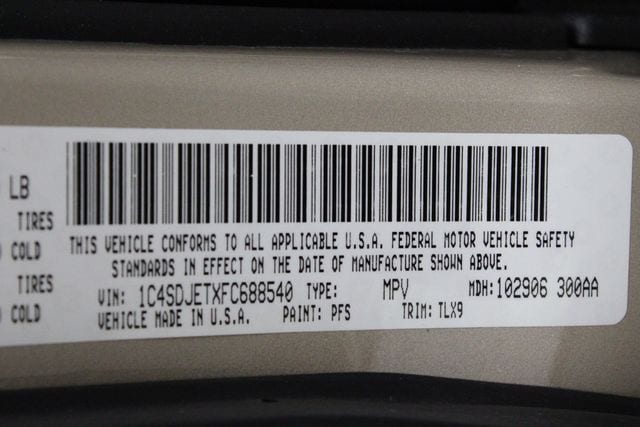 LB
TIRES
COLD
TIRES
COLD
THIS VEHICLE CONFORMS TO ALL APPLICABLE U.S.A. FEDERAL MOTOR VEHICLE SAFETY
STANDARDS IN EFFECT ON THE DATE OF MANUFACTURE SHOWN ABOVE.
VIN: 1C4SDJETXFC688540 TYPE: MPV MDH:102906 300AA
VEHICLE MADE IN U.S.A. PAINT: PFS TRIM: TLX9